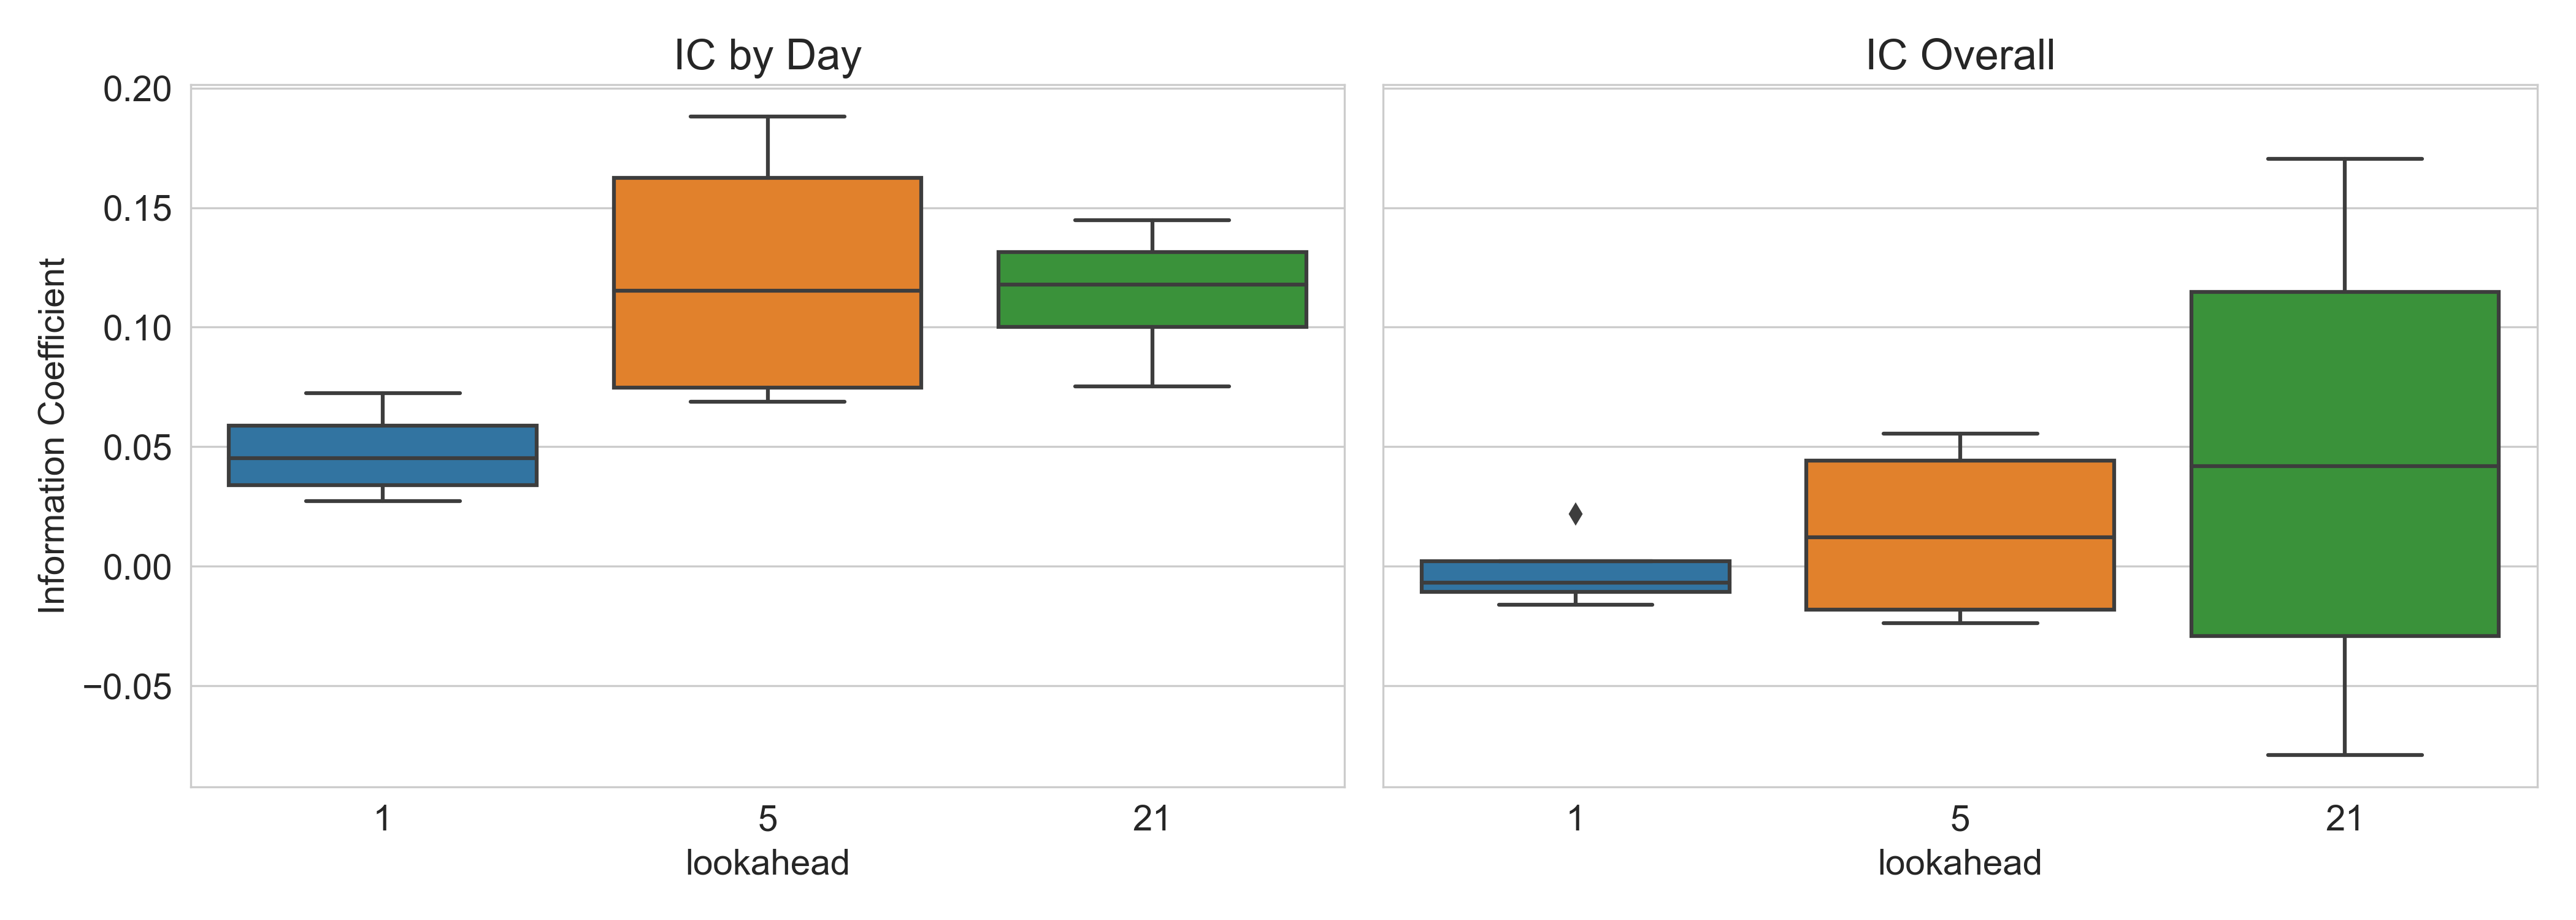 IC by Day
IC Overall
0.20
0.15
0.10
0.05
0.00
−0.05
Information Coefficient
1 5 21
lookahead
1 5 21
lookahead